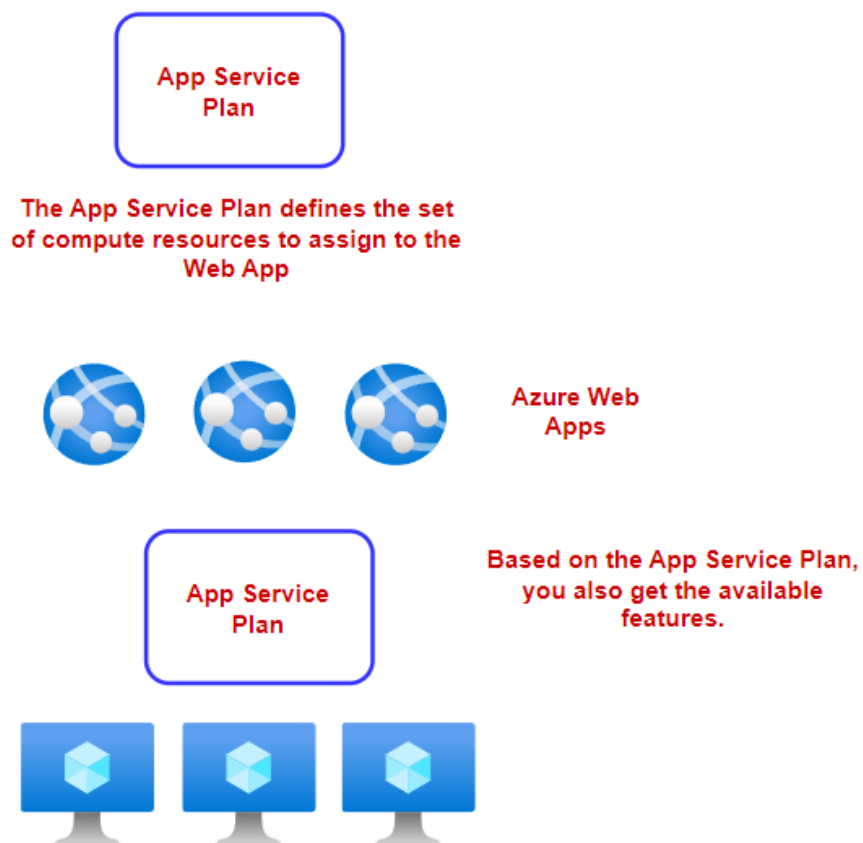 App Service
Plan
The App Service Plan defines the set
of compute resources to assign to the
Web App
Azure Web
Apps
App Service
Plan
Based on the App Service Plan,
you also get the available
features.